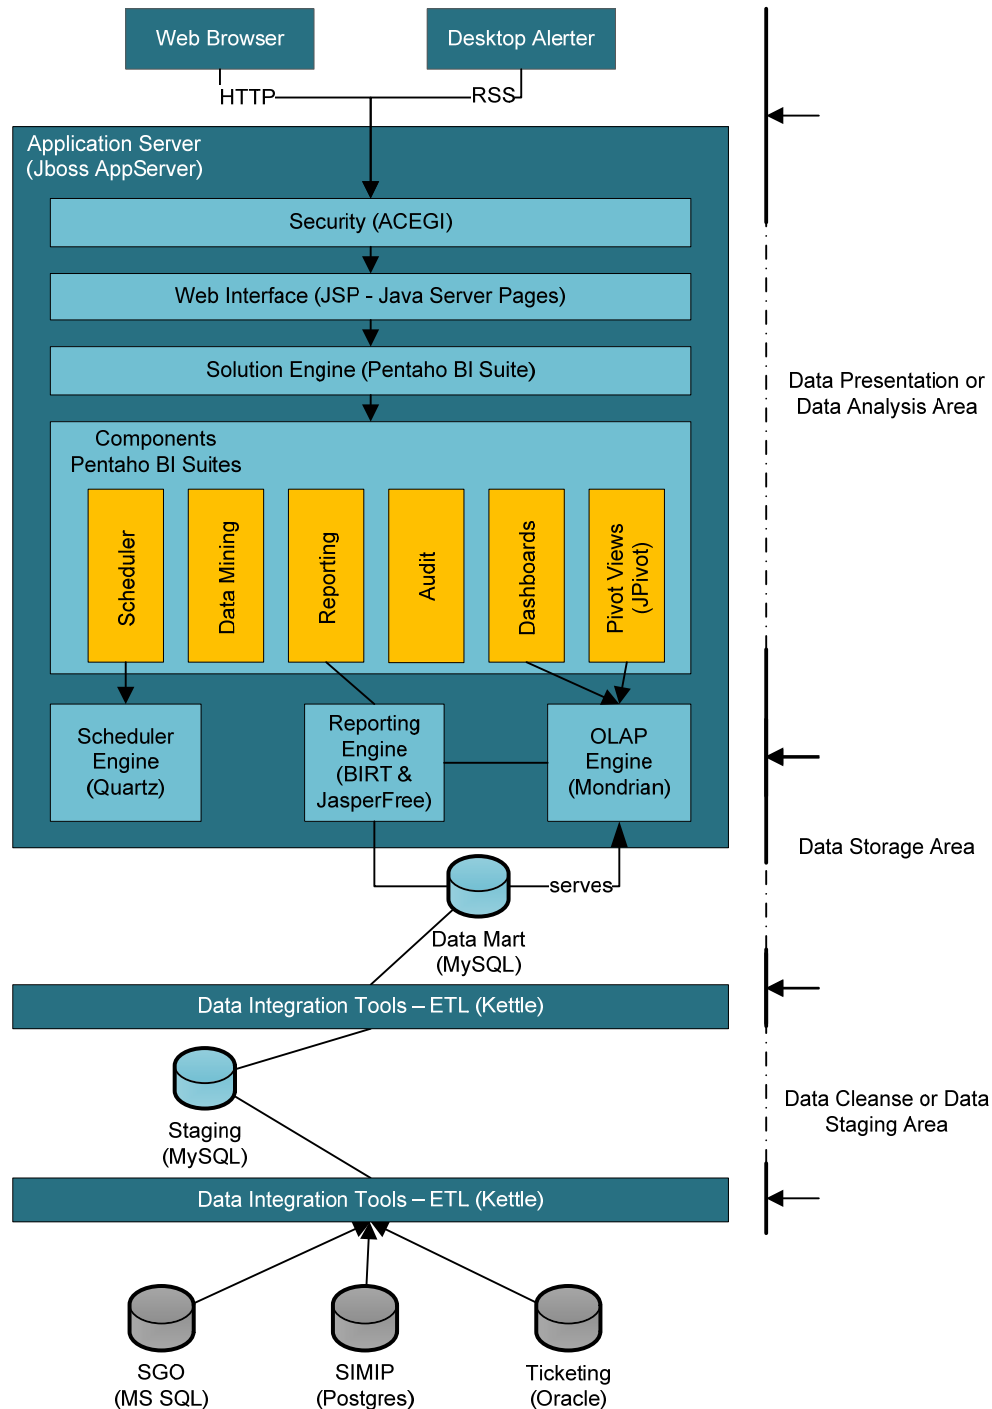 Web Browser
Desktop Alerter
HTTP
RSS
Application Server
(Jboss AppServer)
Security (ACEGI)
Web Interface (JSP - Java Server Pages)
Solution Engine (Pentaho BI Suite)
Data Presentation or
Data Analysis Area
Components
Pentaho BI Suites
Scheduler
Data Mining
Reporting
Audit
Dashboards
Pivot Views
(JPivot)
Scheduler
Engine
(Quartz)
Reporting
Engine
(BIRT &
JasperFree)
OLAP
Engine
(Mondrian)
Data Storage Area
serves
Data Mart
(MySQL)
Data Integration Tools – ETL (Kettle)
Staging
(MySQL)
Data Cleanse or Data
Staging Area
Data Integration Tools – ETL (Kettle)
SGO
(MS SQL)
SIMIP
(Postgres)
Ticketing
(Oracle)